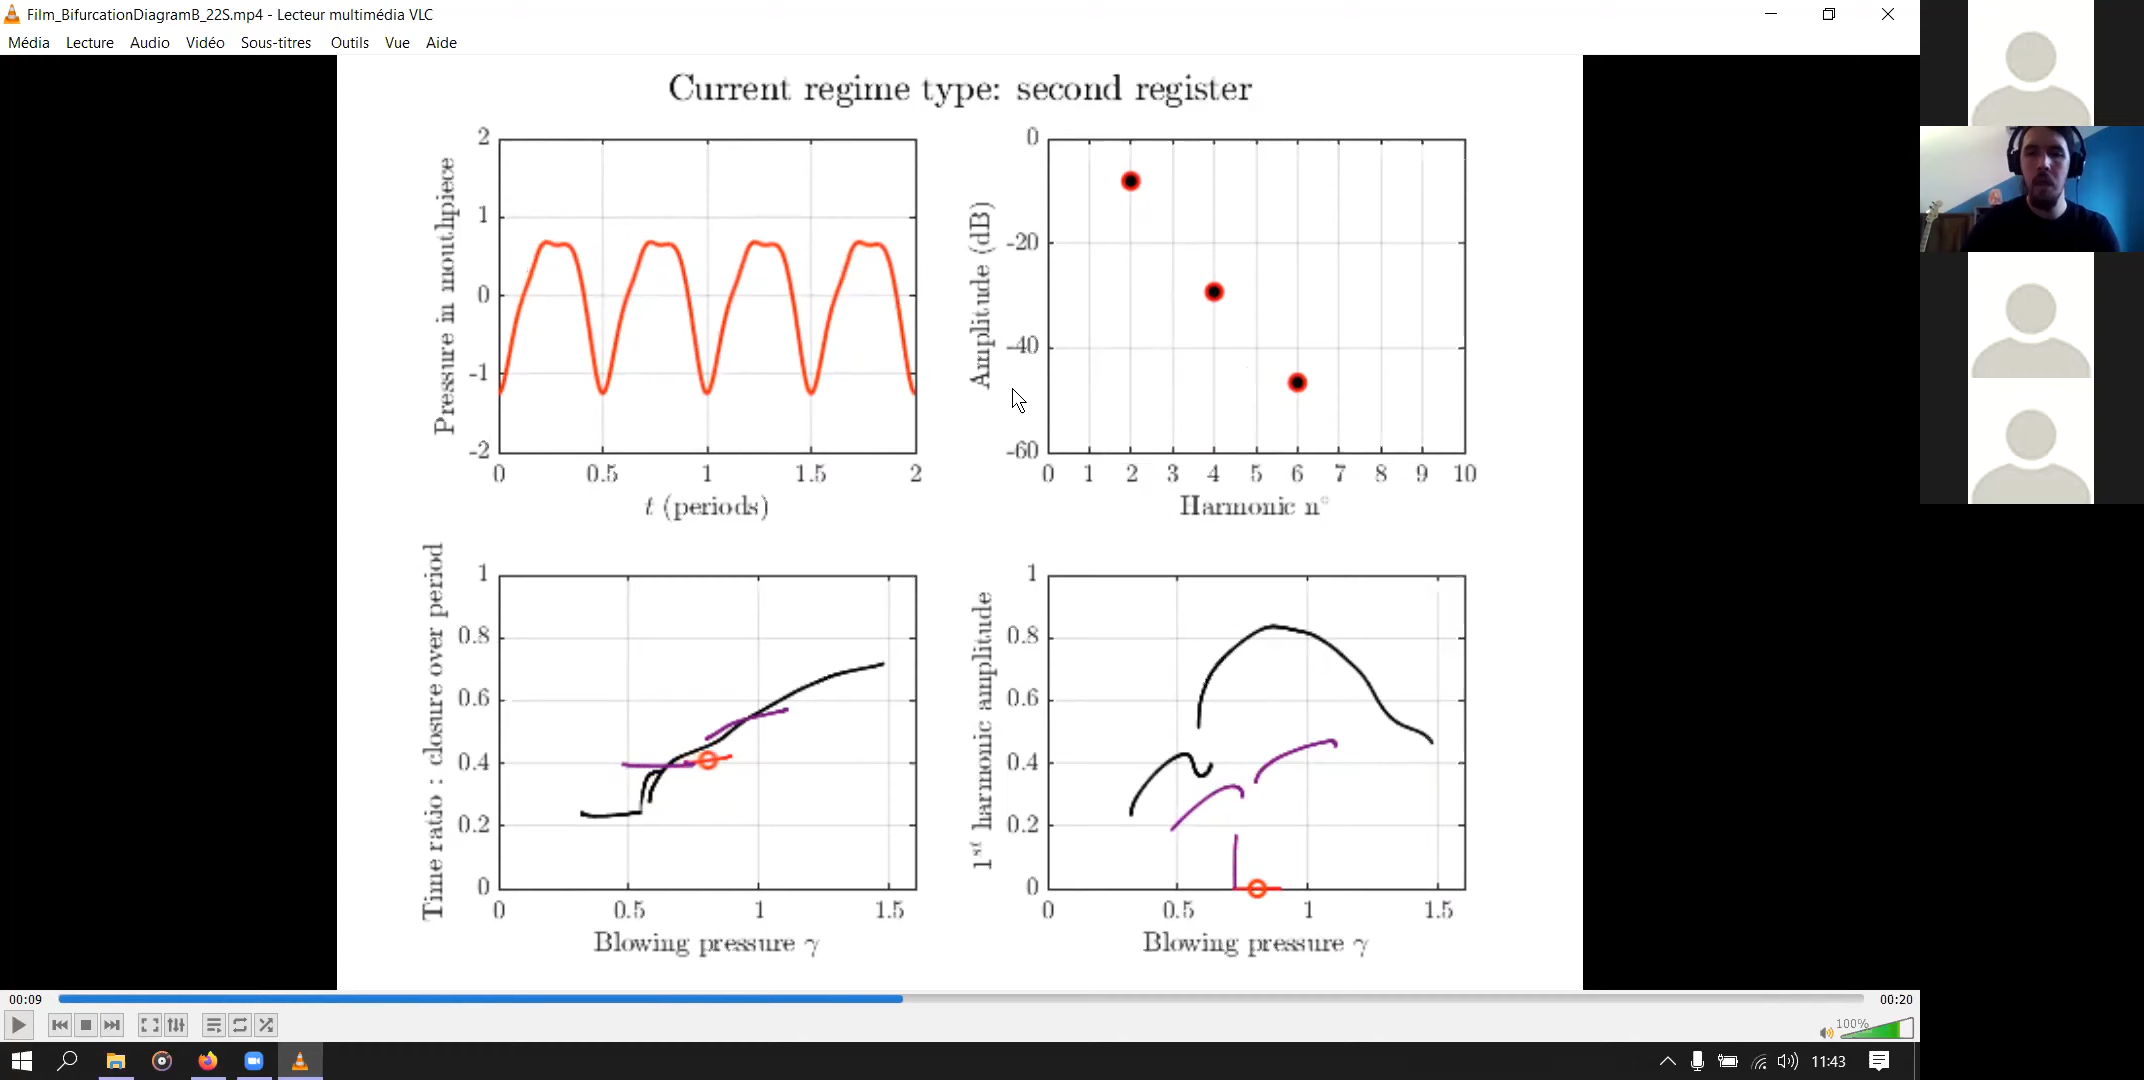 Film_BifurcationDiagramB_22S.mp4 - Lecteur multimédia VLC
Média Lecture Audio Vidéo Sous-titres Outils Vue Aide
Current regime type: second register
Pressure in mouthpiece
2
1
0
-1
-2
0 0.5 1 1.5 2
t (periods)
Amplitude (dB)
0
-20
-40
-60
0 1 2 3 4 5 6 7 8 9 10
Harmonic n°
Time ratio : closure over period
1
0.8
0.6
0.4
0.2
0
0 0.5 1 1.5
Blowing pressure γ
1st harmonic amplitude
1
0.8
0.6
0.4
0.2
0
0 0.5 1 1.5
Blowing pressure γ
00:09 00:20
100%
11:43